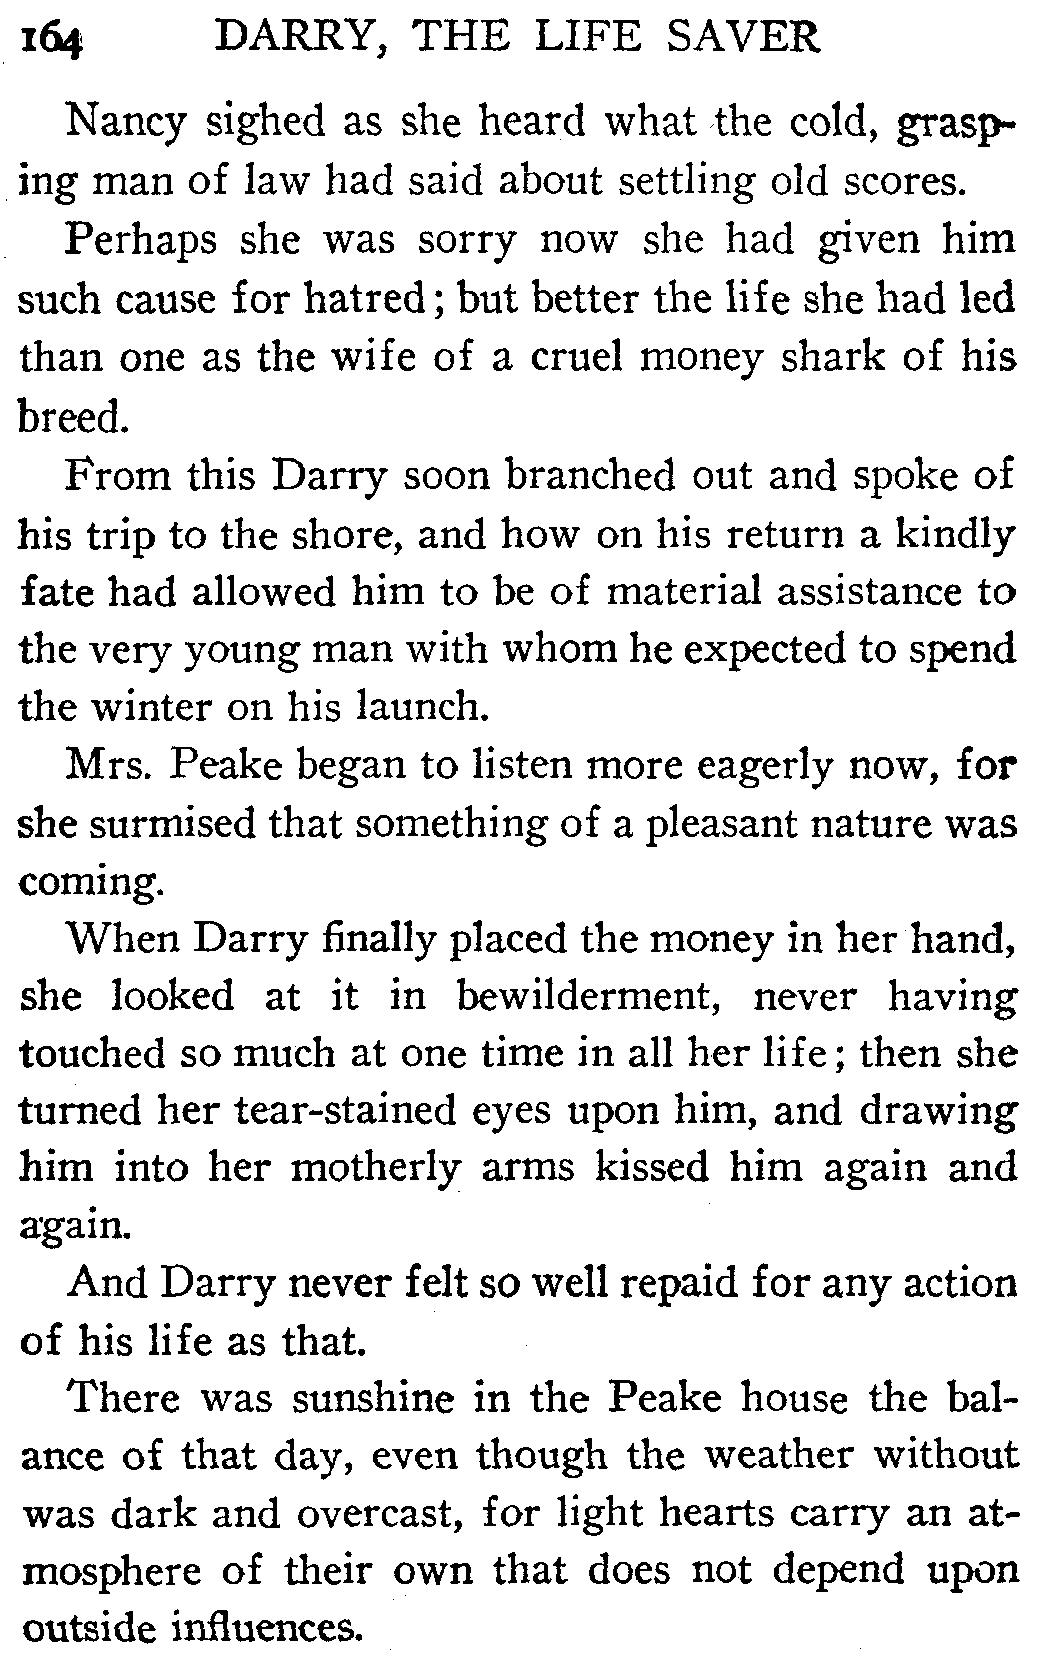 164 DARRY, THE LIFE SAVER
Nancy sighed as she heard what the cold, grasp-
ing man of law had said about settling old scores.
Perhaps she was sorry now she had given him
such cause for hatred; but better the life she had led
than one as the wife of a cruel money shark of his
breed.
From this Darry soon branched out and spoke of
his trip to the shore, and how on his return a kindly
fate had allowed him to be of material assistance to
the very young man with whom he expected to spend
the winter on his launch.
Mrs. Peake began to listen more eagerly now, for
she surmised that something of a pleasant nature was
coming.
When Darry finally placed the money in her hand,
she looked at it in bewilderment, never having
touched so much at one time in all her life; then she
turned her tear-stained eyes upon him, and drawing
him into her motherly arms kissed him again and
again.
And Darry never felt so well repaid for any action
of his life as that.
There was sunshine in the Peake house the bal-
ance of that day, even though the weather without
was dark and overcast, for light hearts carry an at-
mosphere of their own that does not depend upon
outside influences.